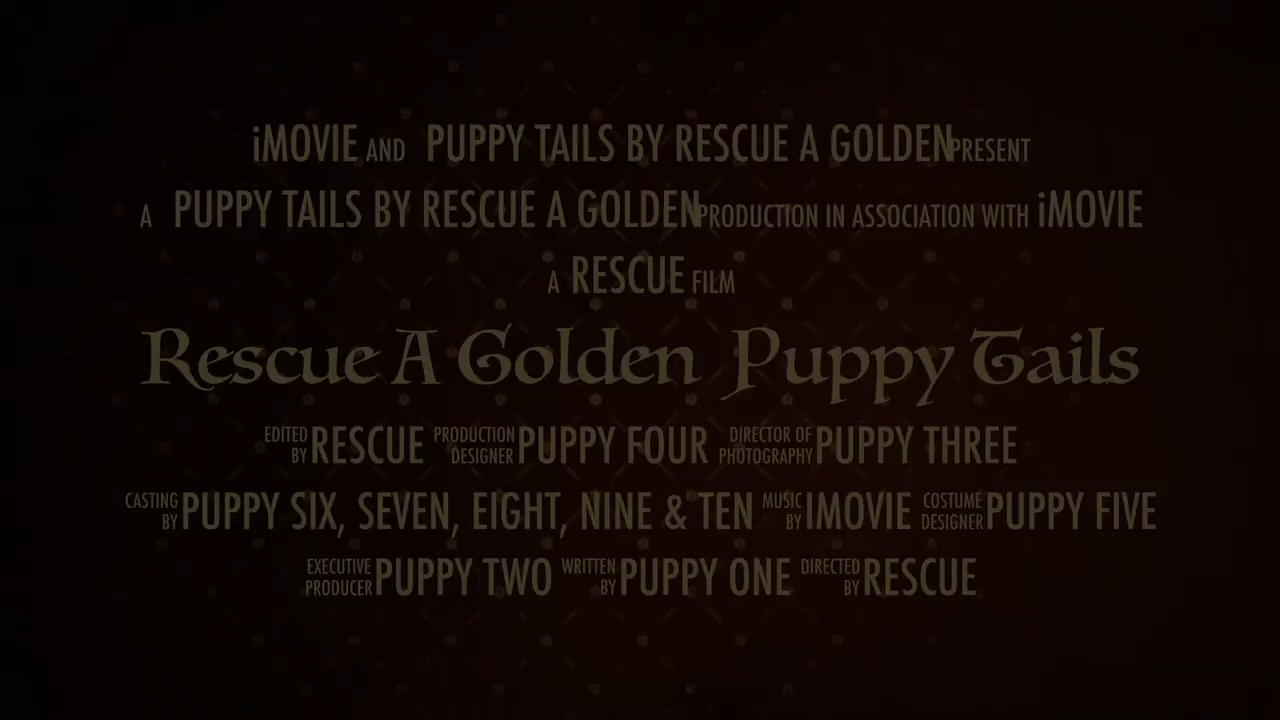 iMOVIE AND PUPPY TAILS BY RESCUE A GOLDEN PRESENT
A PUPPY TAILS BY RESCUE A GOLDEN PRODUCTION IN ASSOCIATION WITH iMOVIE
A RESCUE FILM
Rescue A Golden Puppy Tails
EDITED BY RESCUE PRODUCTION DESIGNER PUPPY FOUR DIRECTOR OF PHOTOGRAPHY PUPPY THREE
CASTING BY PUPPY SIX, SEVEN, EIGHT, NINE & TEN MUSIC BY IMOVIE COSTUME DESIGNER PUPPY FIVE
EXECUTIVE PRODUCER PUPPY TWO WRITTEN BY PUPPY ONE DIRECTED BY RESCUE